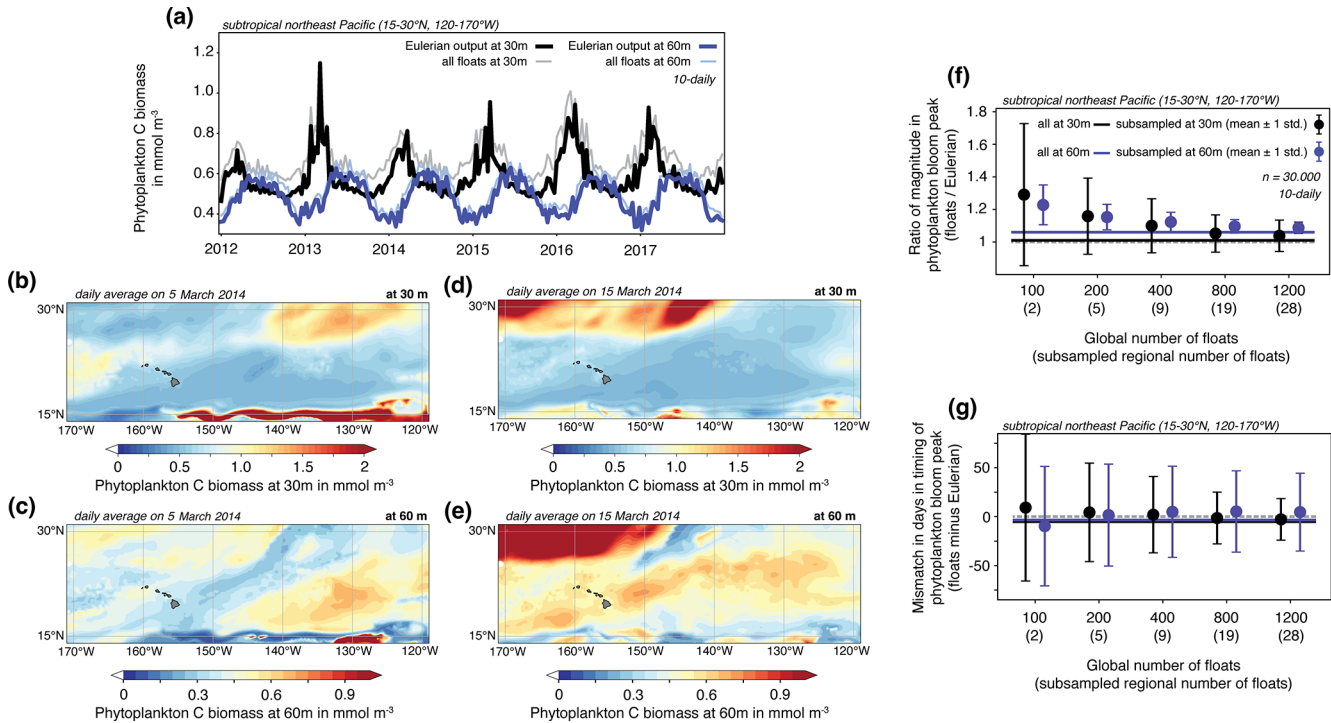 (a)
subtropical northeast Pacific (15-30°N, 120-170°W)
Phytoplankton C biomass
in mmol m-3
1.2
1.0
0.8
0.6
0.4
Eulerian output at 30m
all floats at 30m
Eulerian output at 60m
all floats at 60m
10-daily
2012
2013
2014
2015
2016
2017
(b)
daily average on 5 March 2014
at 30 m
30°N
15°N
170°W
160°W
140°W
120°W
0
0.5
1.0
1.5
2
Phytoplankton C biomass at 30m in mmol m-3
(d)
daily average on 15 March 2014
at 30 m
30°N
15°N
170°W
160°W
140°W
120°W
0
0.5
1.0
1.5
2
Phytoplankton C biomass at 30m in mmol m-3
(c)
daily average on 5 March 2014
at 60 m
30°N
15°N
170°W
160°W
140°W
120°W
0
0.3
0.6
0.9
Phytoplankton C biomass at 60m in mmol m-3
(e)
daily average on 15 March 2014
at 60 m
30°N
15°N
170°W
160°W
140°W
120°W
0
0.3
0.6
0.9
Phytoplankton C biomass at 60m in mmol m-3
(f)
subtropical northeast Pacific (15-30°N, 120-170°W)
Ratio of magnitude in
phytoplankton bloom peak
(floats / Eulerian)
1.8
1.6
1.4
1.2
1
all at 30m
subsampled at 30m (mean ± 1 std.)
all at 60m
subsampled at 60m (mean ± 1 std.)
n = 30.000
10-daily
100 200 400 800 1200
(2) (5) (9) (19) (28)
Global number of floats
(subsampled regional number of floats)
(g)
subtropical northeast Pacific (15-30°N, 120-170°W)
Mismatch in days in timing of
phytoplankton bloom peak
(floats minus Eulerian)
50
0
-50
100 200 400 800 1200
(2) (5) (9) (19) (28)
Global number of floats
(subsampled regional number of floats)